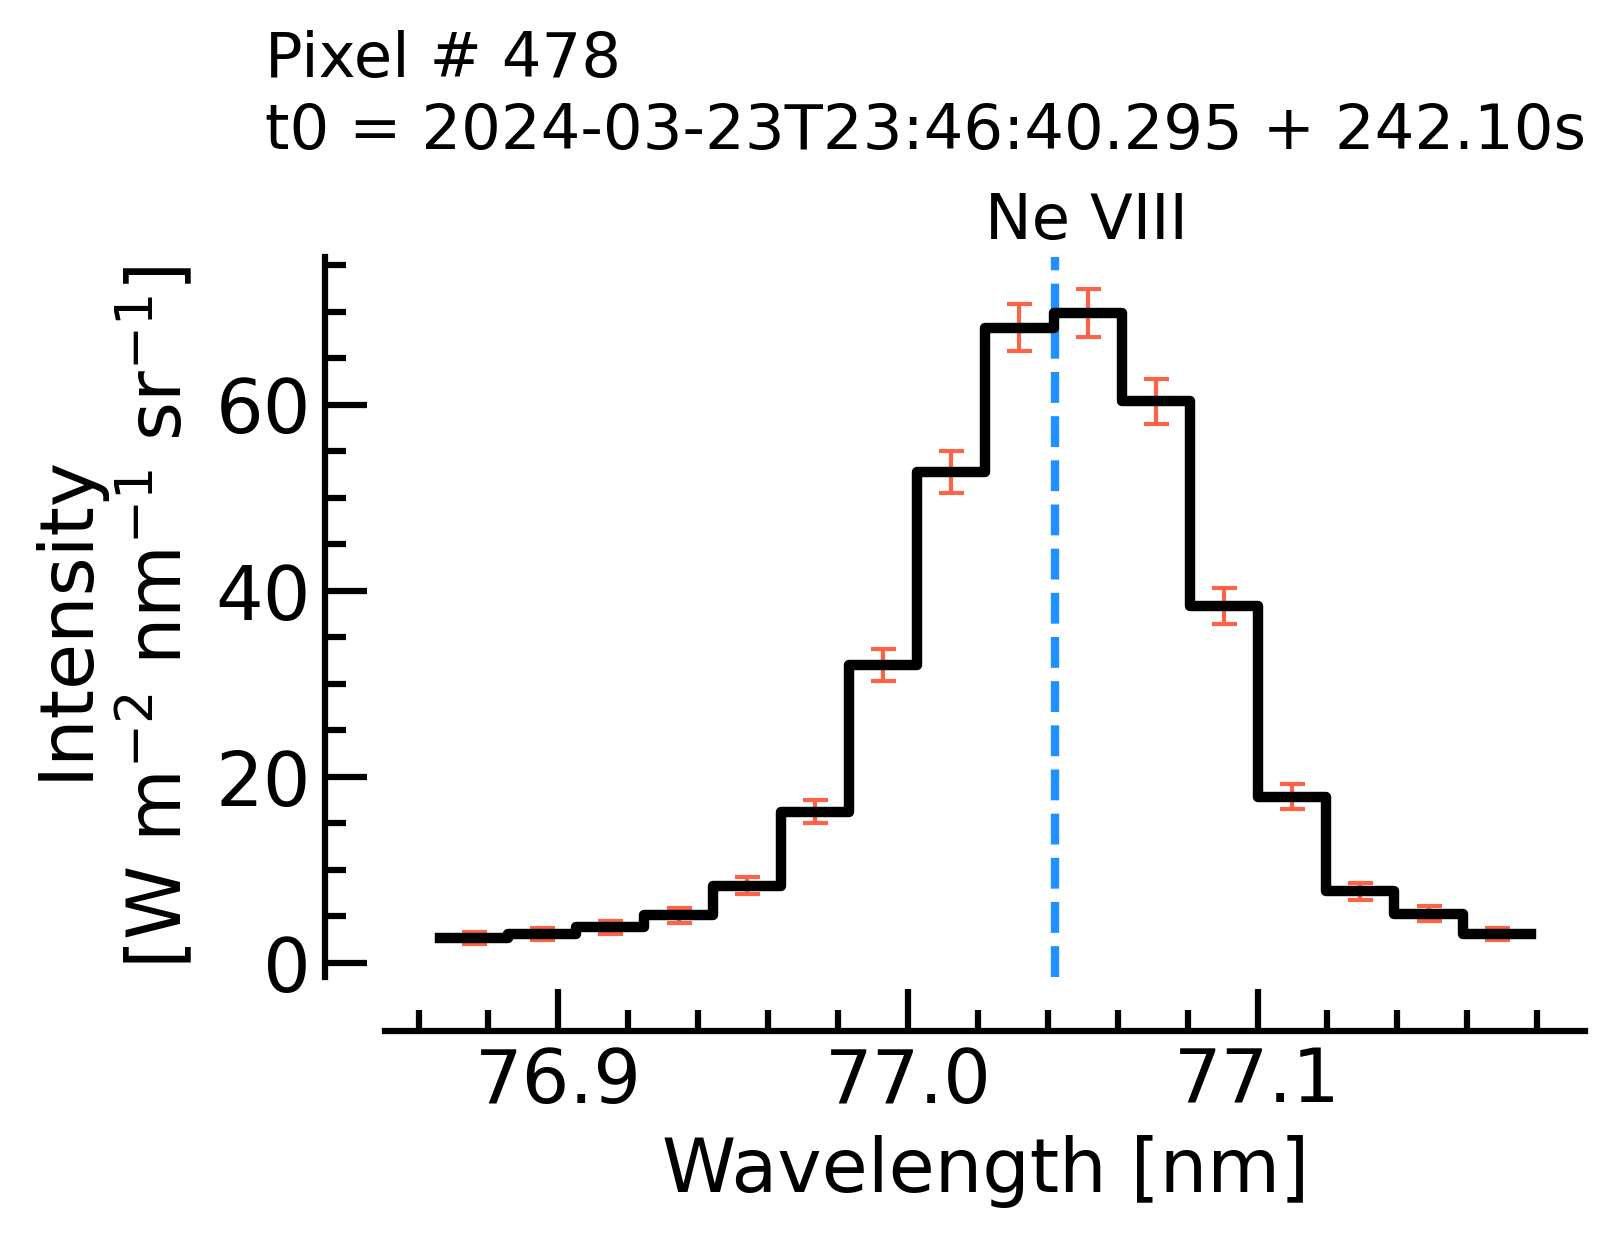 Pixel # 478
t0 = 2024-03-23T23:46:40.295 + 242.10s
Ne VIII
Intensity
[W m⁻² nm⁻¹ sr⁻¹]
60
40
20
0
76.9 77.0 77.1
Wavelength [nm]